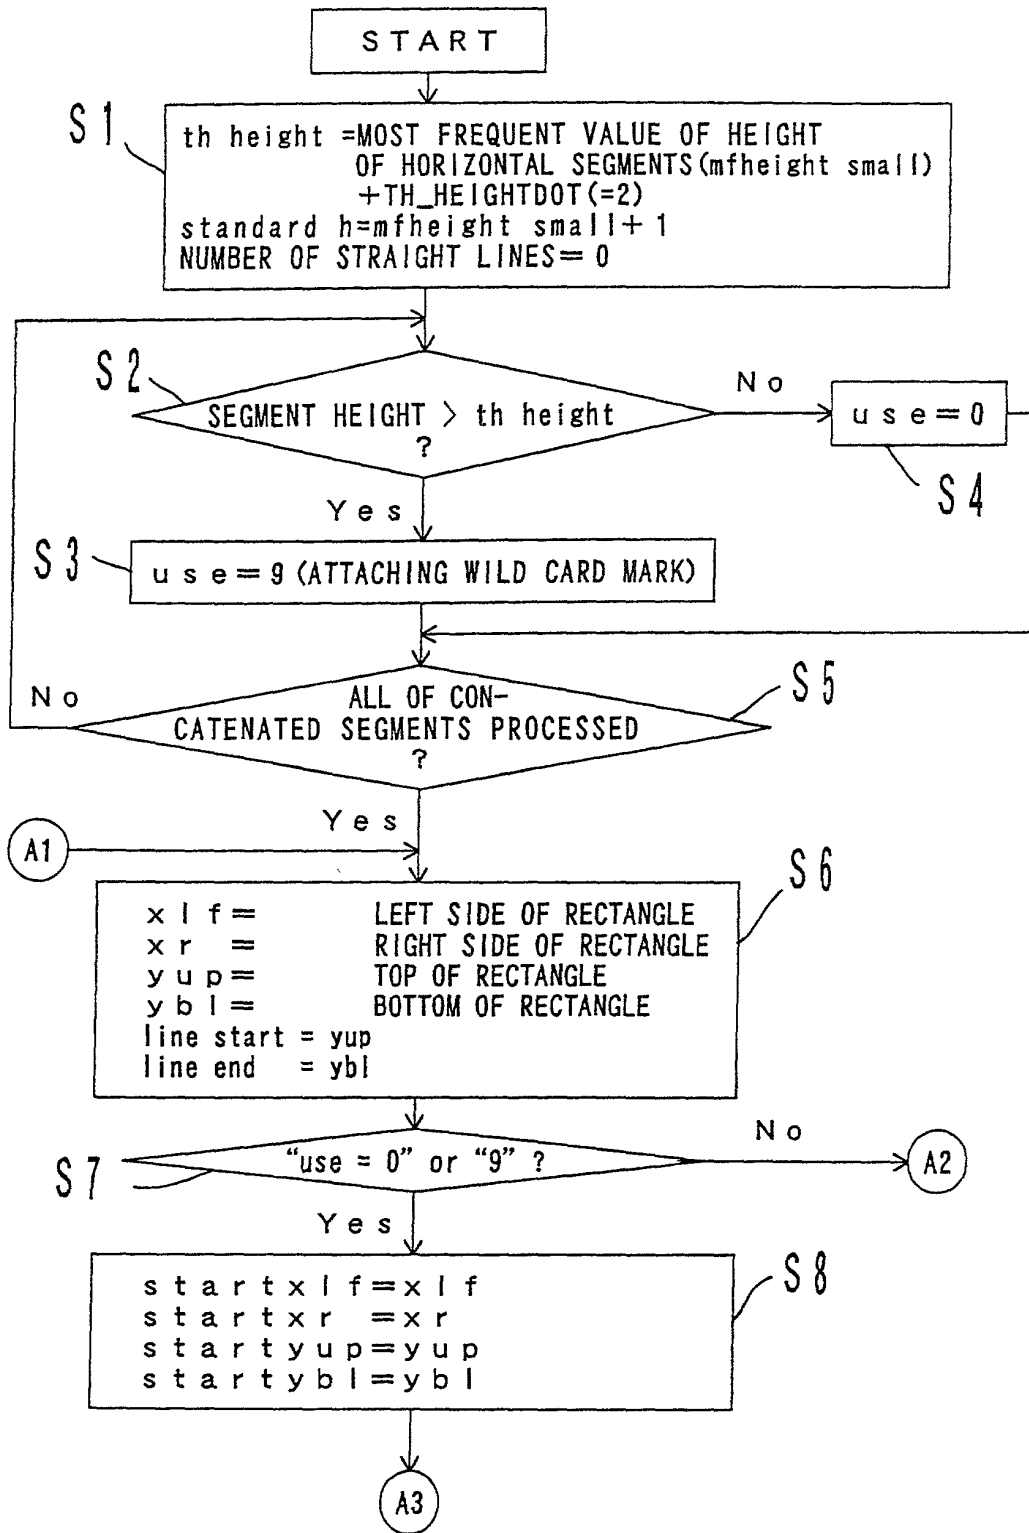 START
S1
th height =MOST FREQUENT VALUE OF HEIGHT
OF HORIZONTAL SEGMENTS(mfheight small)
+TH_HEIGHTDOT(=2)
standard h=mfheight small+1
NUMBER OF STRAIGHT LINES=0
S2
SEGMENT HEIGHT > th height
?
No
use=0
S4
Yes
S3
use=9(ATTACHING WILD CARD MARK)
No
ALL OF CON-
CATENATED SEGMENTS PROCESSED
?
S5
Yes
A1
S6
xlf= LEFT SIDE OF RECTANGLE
xr = RIGHT SIDE OF RECTANGLE
yup= TOP OF RECTANGLE
ybl= BOTTOM OF RECTANGLE
line start = yup
line end = ybl
S7
“use = 0” or “9” ?
No
A2
Yes
S8
startxlf=xlf
startxr =xr
startyup=yup
startybl=ybl
A3